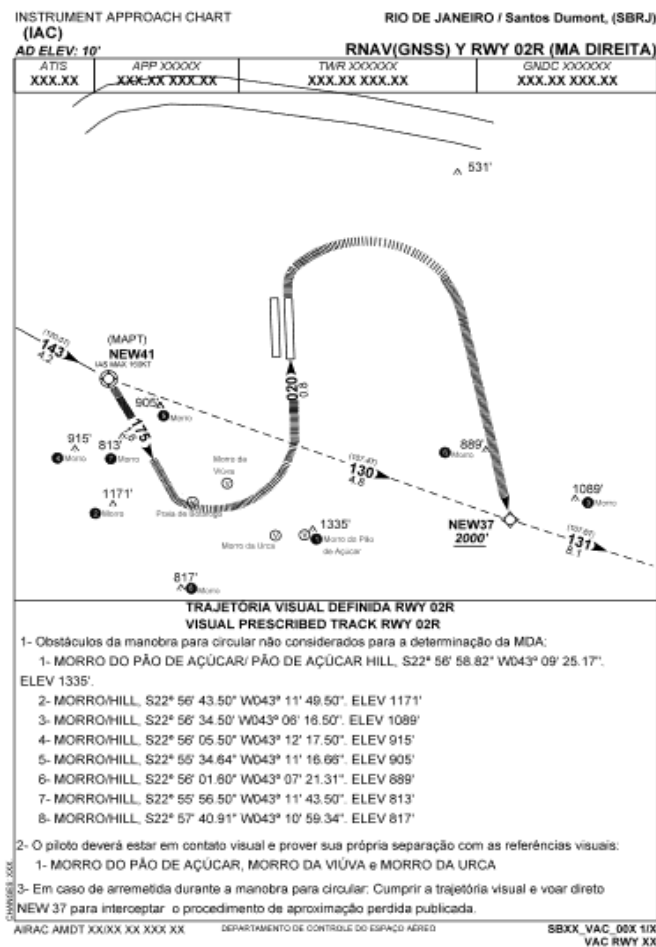 INSTRUMENT APPROACH CHART
(IAC)
AD ELEV: 10'
RIO DE JANEIRO / Santos Dumont, (SBRJ)
RNAV(GNSS) Y RWY 02R (MA DIREITA)
ATIS
XXX.XX
APP XXXXX
XXX.XX XXX.XX
TWR XXXXXX
XXX.XX XXX.XX
GNDC XXXXXX
XXX.XX XXX.XX
531'
143
4.2
(MAPT)
NEW41
IAS MAX 160KT
905'
Morro
175
1.6
915'
Morro
813'
Morro
1171'
Morro
Morro da
Viúva
Praia de Botafogo
020
0.8
130
4.8
889'
Morro
1089'
Morro
NEW37
2000'
131
8.1
1335'
Morro do Pão
de Açucar
Morro da Urca
817'
Morro
TRAJETÓRIA VISUAL DEFINIDA RWY 02R
VISUAL PRESCRIBED TRACK RWY 02R
1- Obstáculos da manobra para circular não considerados para a determinação da MDA:
1- MORRO DO PÃO DE AÇÚCAR/ PÃO DE AÇÚCAR HILL, S22º 56' 58.82" W043º 09' 25.17".
ELEV 1335'.
2- MORRO/HILL, S22º 56' 43.50" W043º 11' 49.50". ELEV 1171'
3- MORRO/HILL, S22º 56' 34.50' W043º 06' 16.50". ELEV 1089'
4- MORRO/HILL, S22º 56' 05.50" W043º 12' 17.50". ELEV 915'
5- MORRO/HILL, S22º 55' 34.64" W043º 11' 16.66". ELEV 905'
6- MORRO/HILL, S22º 56' 01.60" W043º 07' 21.31". ELEV 889'
7- MORRO/HILL, S22º 55' 56.50" W043º 11' 43.50". ELEV 813'
8- MORRO/HILL, S22º 57' 40.91" W043º 10' 59.34". ELEV 817'
2- O piloto deverá estar em contato visual e prover sua própria separação com as referências visuais:
1- MORRO DO PÃO DE AÇÚCAR, MORRO DA VIÚVA e MORRO DA URCA
3- Em caso de arremetida durante a manobra para circular: Cumprir a trajetória visual e voar direto
NEW 37 para interceptar o procedimento de aproximação perdida publicada.
CHANGES: XXX
AIRAC AMDT XX/XX XX XXX XX
DEPARTAMENTO DE CONTROLE DO ESPAÇO AÉREO
SBXX_VAC_00X 1/X
VAC RWY XX